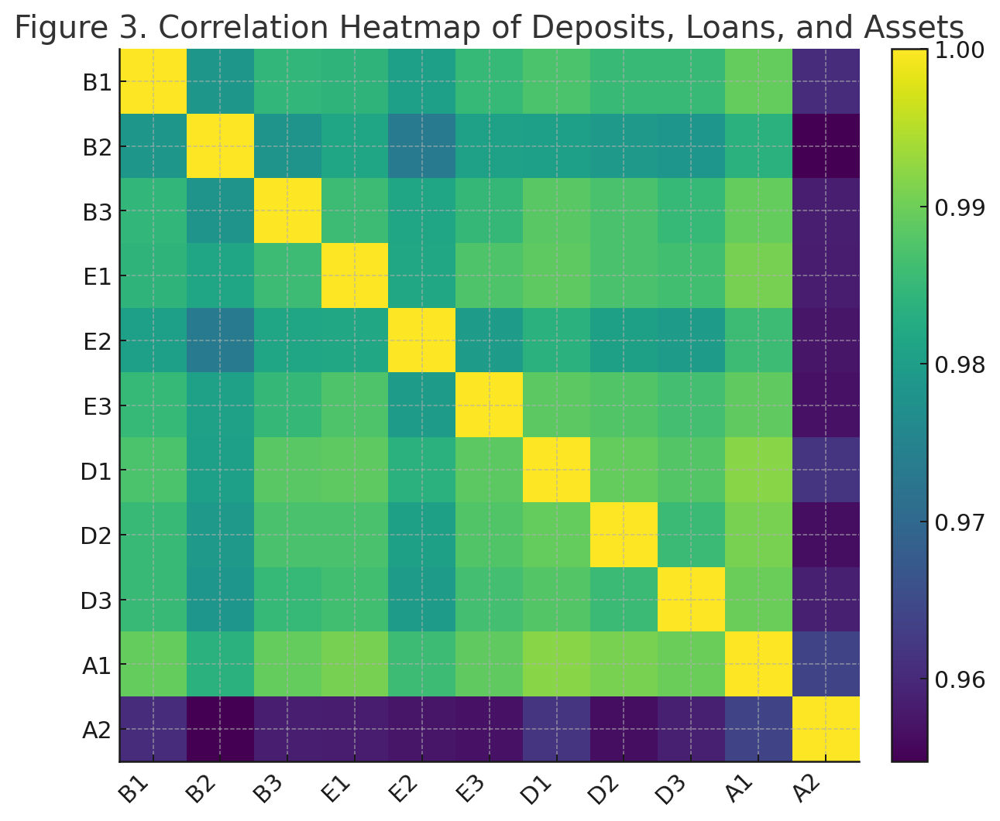 Figure 3. Correlation Heatmap of Deposits, Loans, and Assets
B1
B2
B3
E1
E2
E3
D1
D2
D3
A1
A2
B1 B2 B3 E1 E2 E3 D1 D2 D3 A1 A2
1.00
0.99
0.98
0.97
0.96